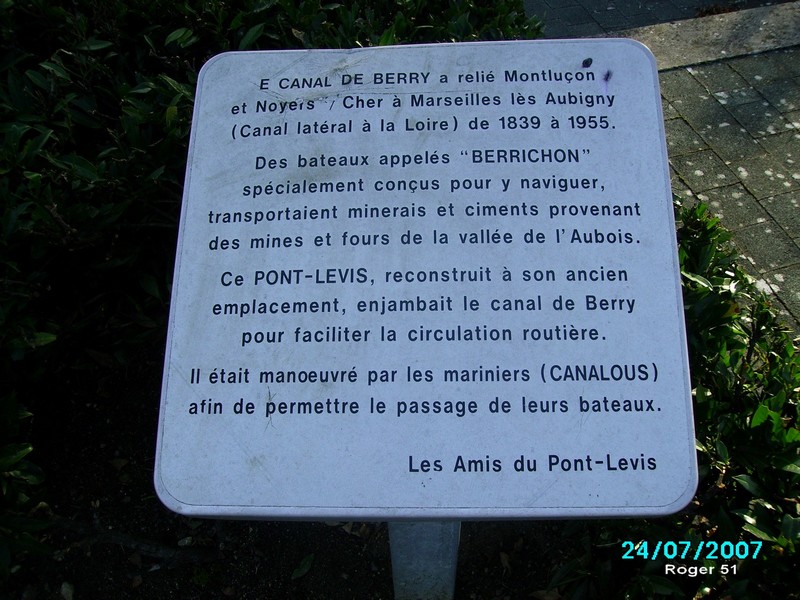 E CANAL DE BERRY a relié Montluçon
et Noyers / Cher à Marseilles lès Aubigny
(Canal latéral à la Loire) de 1839 à 1955.
Des bateaux appelés "BERRICHON"
spécialement conçus pour y naviguer,
transportaient minerais et ciments provenant
des mines et fours de la vallée de l'Aubois.
Ce PONT-LEVIS, reconstruit à son ancien
emplacement, enjambait le canal de Berry
pour faciliter la circulation routière.
Il était manoeuvré par les mariniers (CANALOUS)
afin de permettre le passage de leurs bateaux.
Les Amis du Pont-Levis
24/07/2007
Roger 51